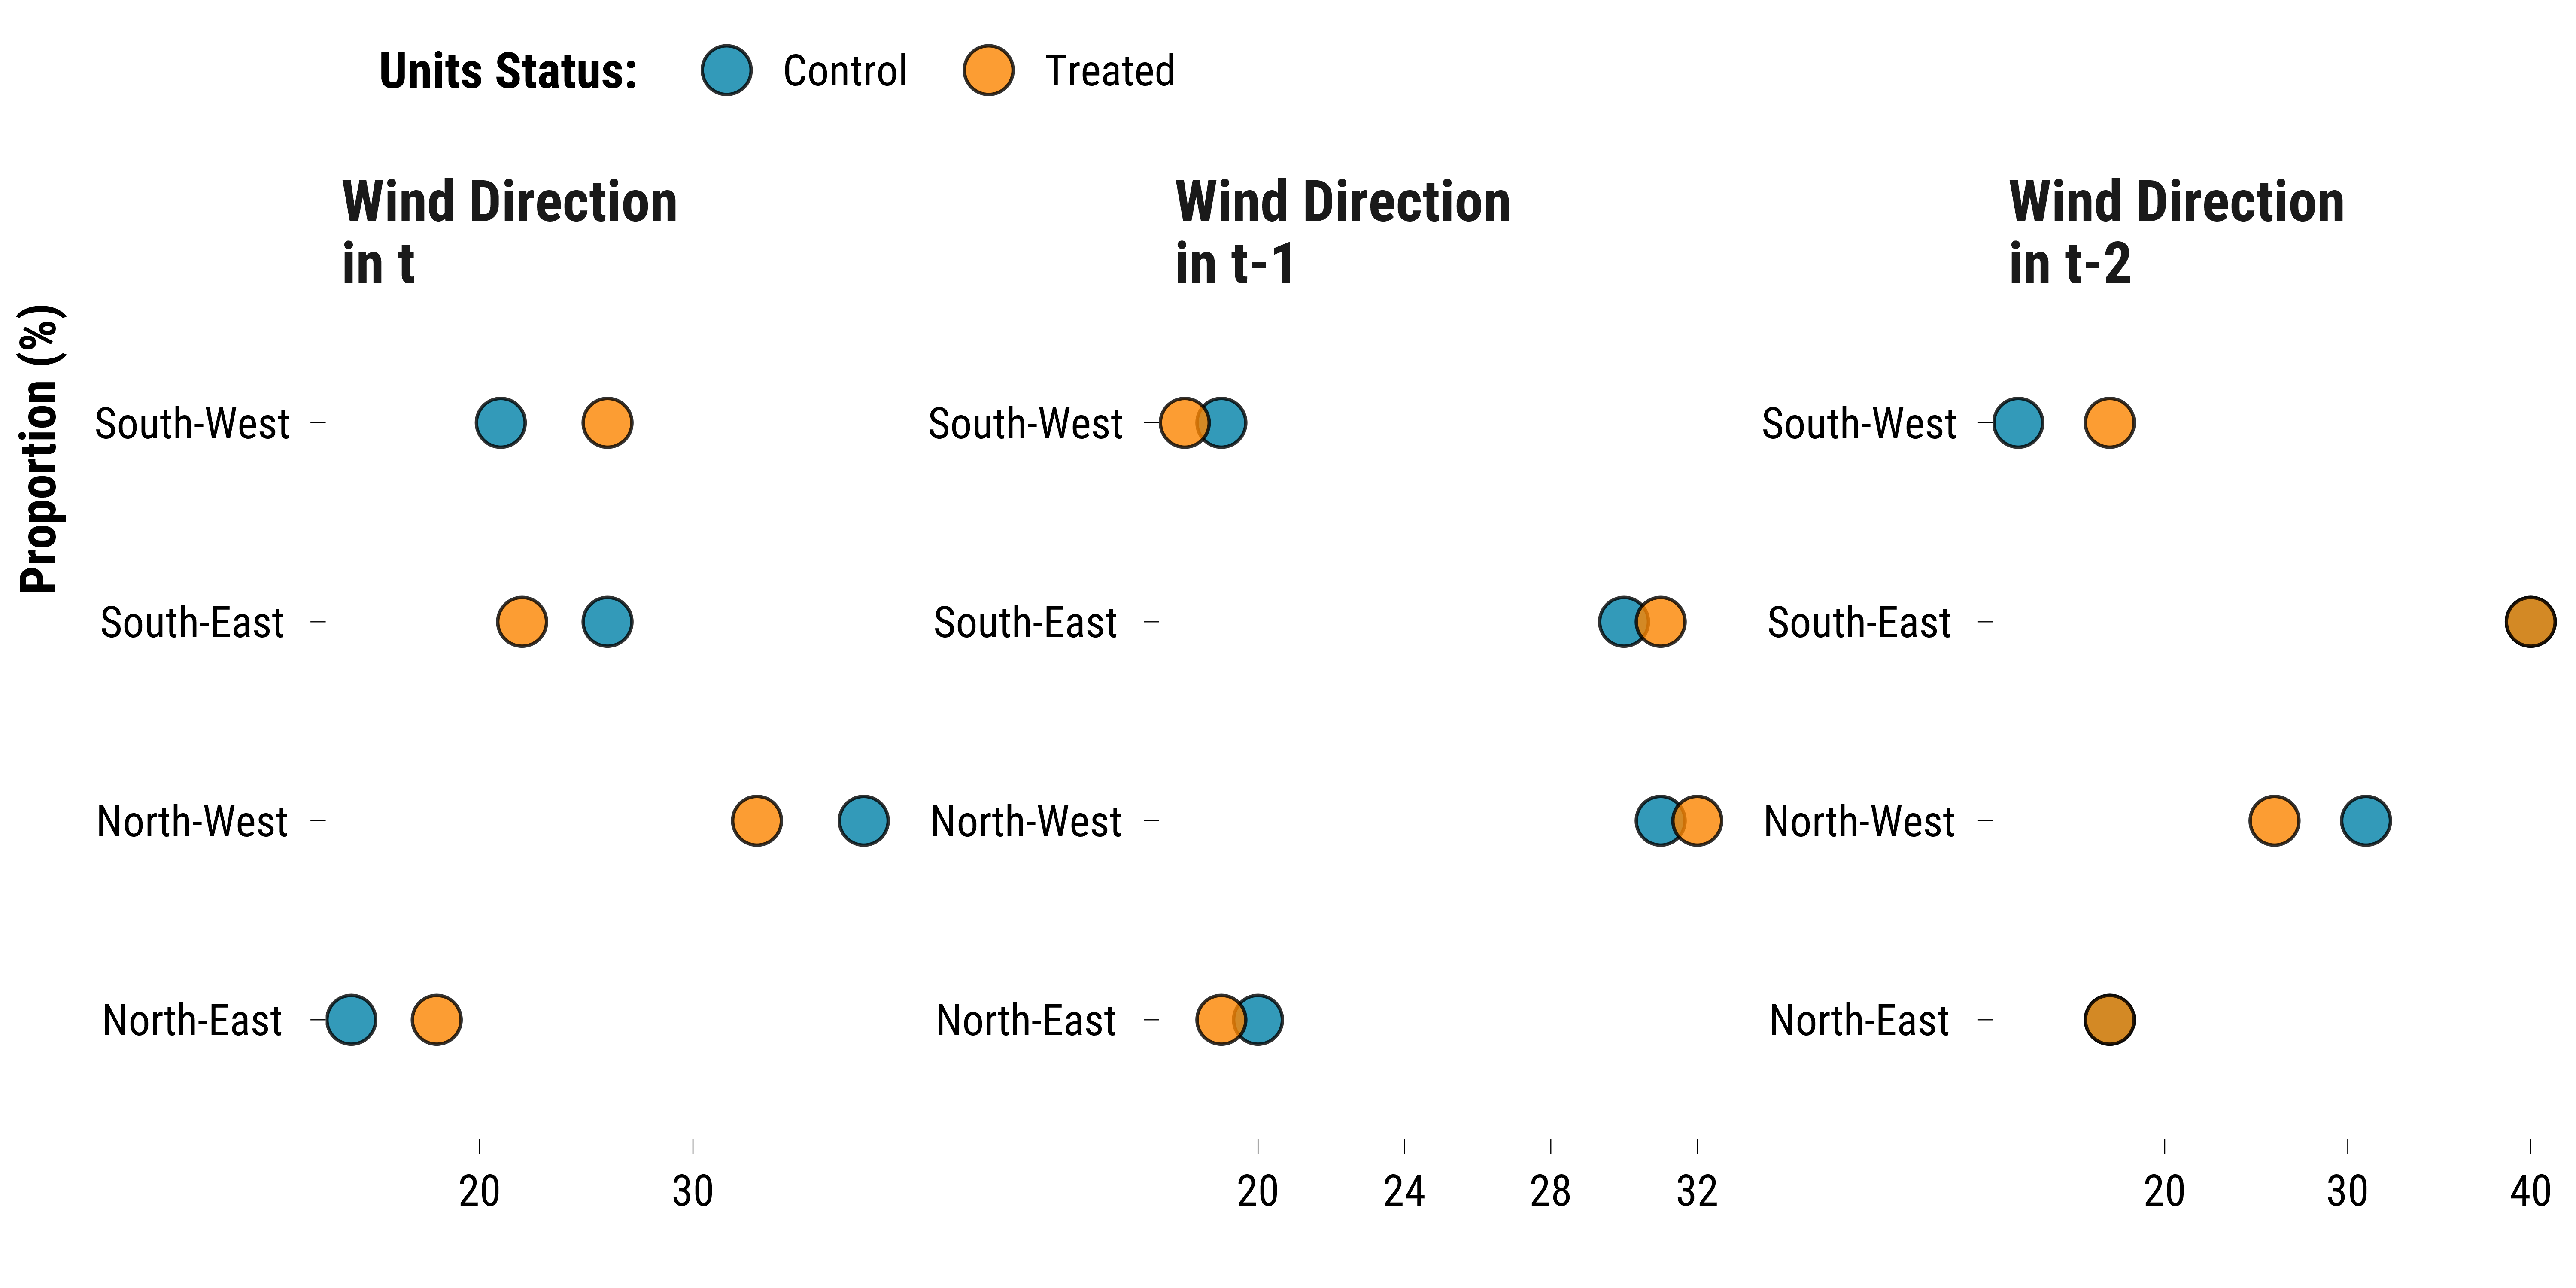 Units Status: Control Treated
Wind Direction
in t
Wind Direction
in t-1
Wind Direction
in t-2
Proportion (%)
South-West
South-East
North-West
North-East
20 30
South-West
South-East
North-West
North-East
20 24 28 32
South-West
South-East
North-West
North-East
20 30 40